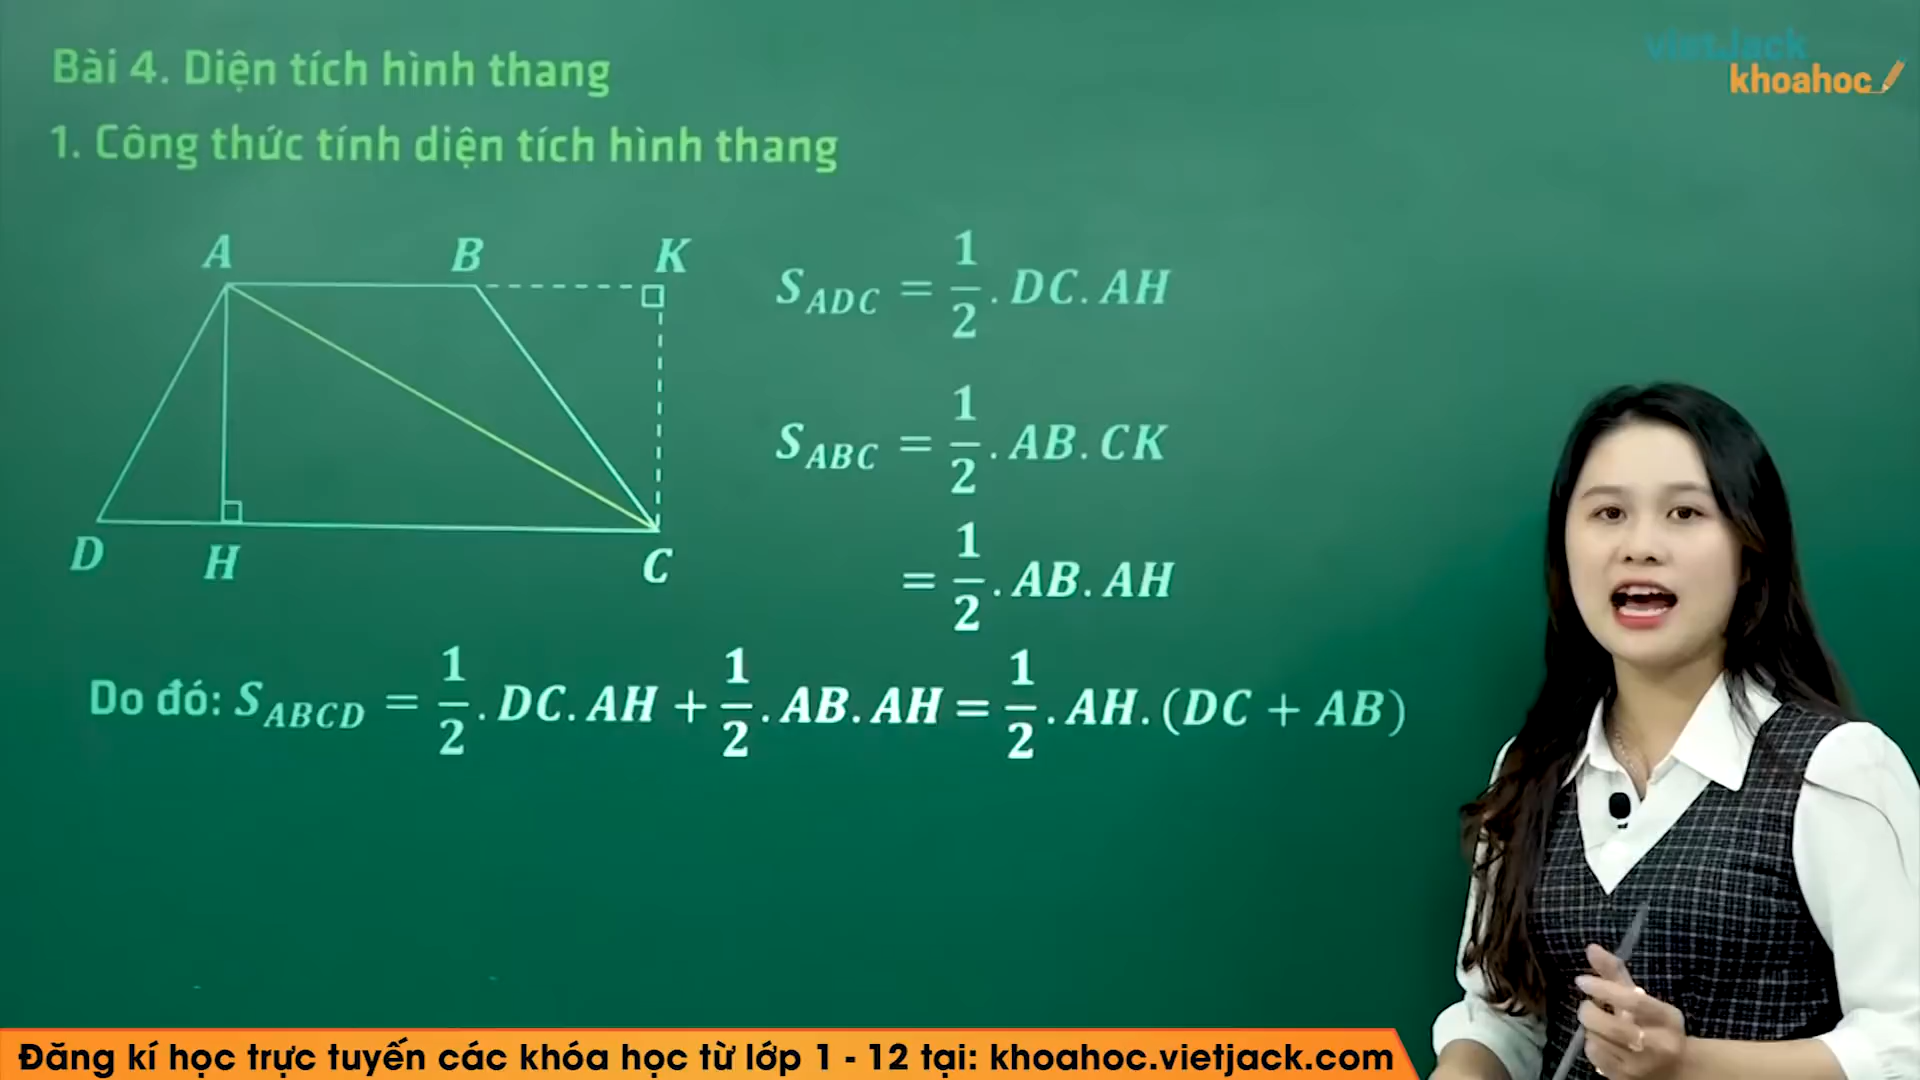 Bài 4. Diện tích hình thang
vietJack
khoahoc
1. Công thức tính diện tích hình thang
A B K
D H C
S_ADC = 1/2 . DC. AH
S_ABC = 1/2 . AB. CK
= 1/2 . AB. AH
Do đó: S_ABCD = 1/2 . DC. AH + 1/2 . AB. AH = 1/2 . AH. (DC + AB)
Đăng kí học trực tuyến các khóa học từ lớp 1 - 12 tại: khoahoc.vietjack.com